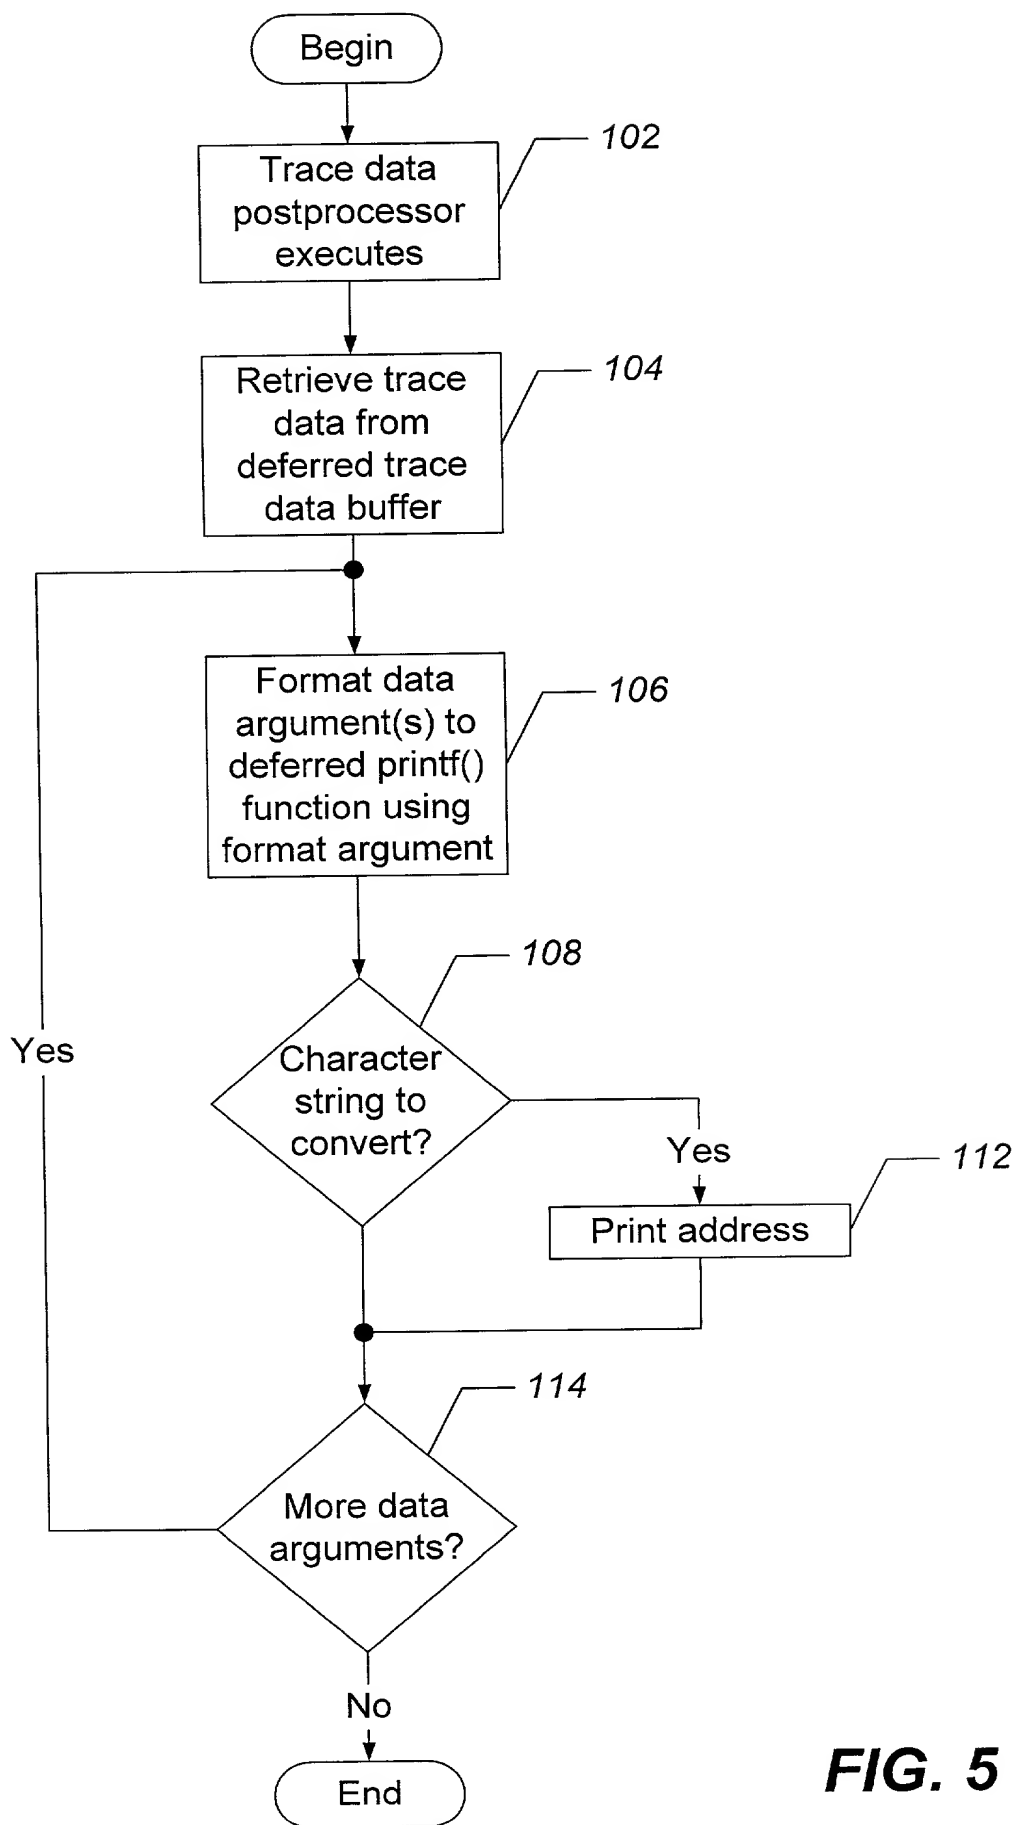 Begin
102
Trace data
postprocessor
executes
104
Retrieve trace
data from
deferred trace
data buffer
106
Format data
argument(s) to
deferred printf()
function using
format argument
108
Character
string to
convert?
Yes
Yes
112
Print address
114
More data
arguments?
No
End
FIG. 5